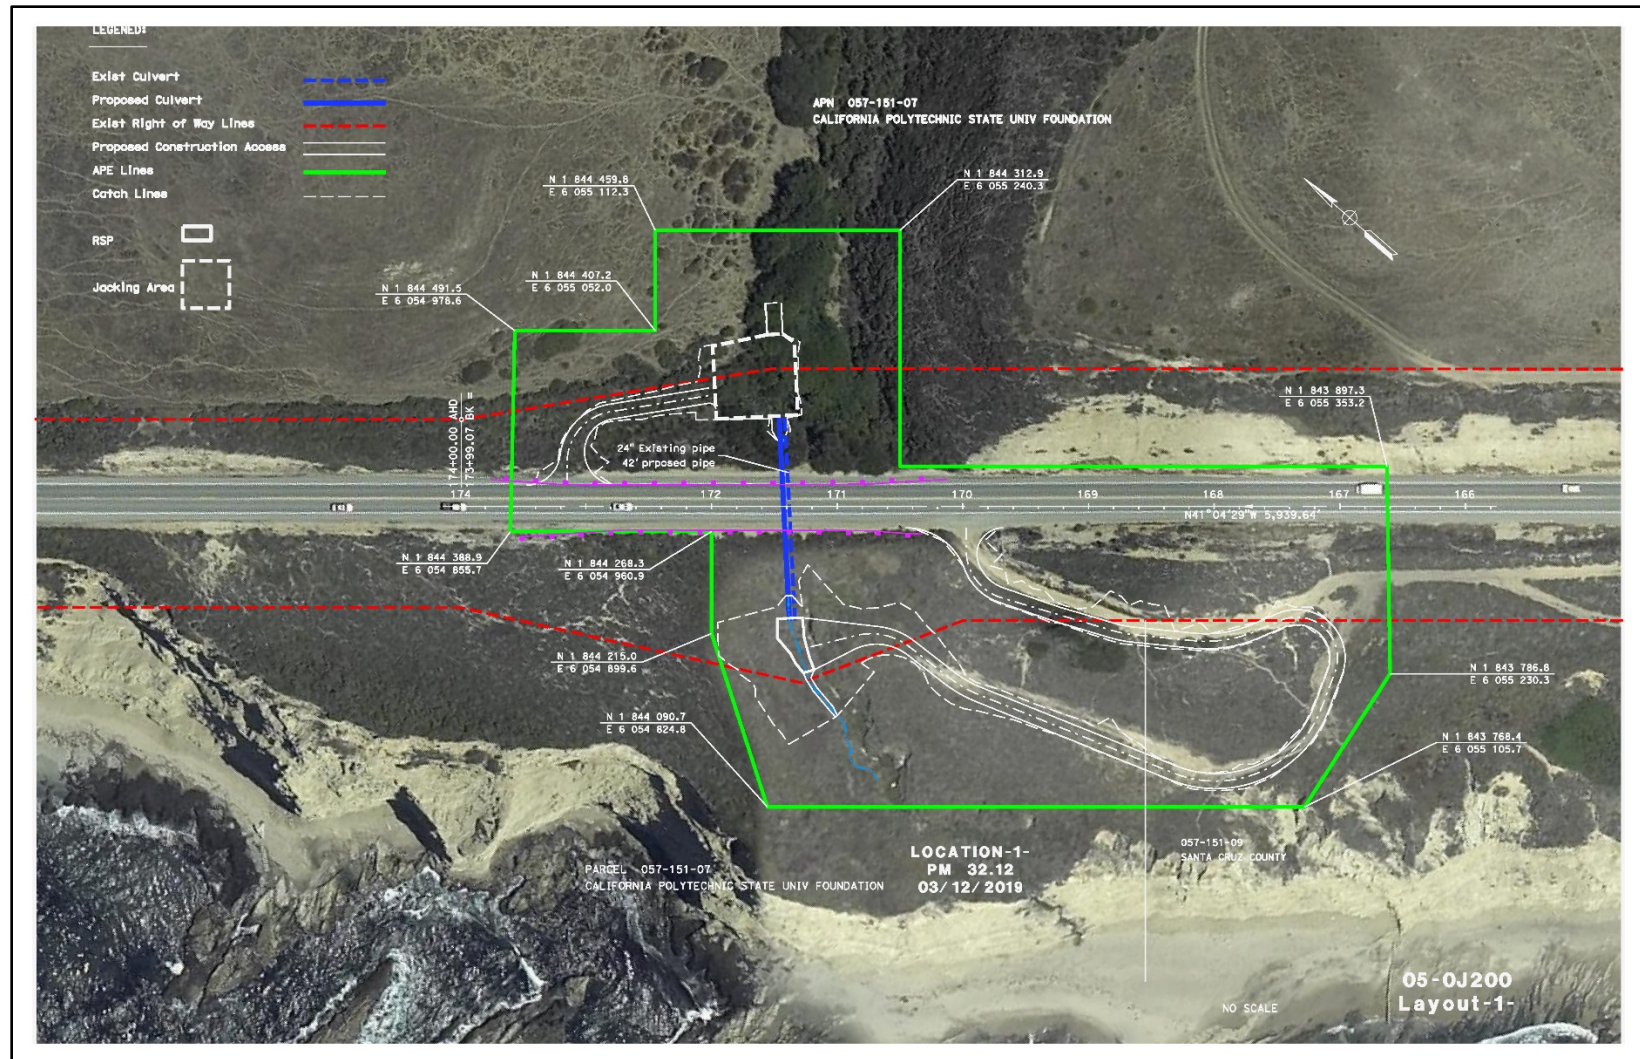 LEGENED:
Exist Culvert
Proposed Culvert
Exist Right of Way Lines
Proposed Construction Access
APE Lines
Catch Lines
RSP
Jacking Area
APN 057-151-07
CALIFORNIA POLYTECHNIC STATE UNIV FOUNDATION
N 1 844 459.8
E 6 055 112.3
N 1 844 312.9
E 6 055 240.3
N 1 844 407.2
E 6 055 052.0
N 1 844 491.5
E 6 054 978.6
N 1 843 897.3
E 6 055 353.2
174+00.00 AHD
173+99.07 BK =
24" Existing pipe
42' prposed pipe
174
172
171
170
169
168
167
166
N41°04'29"W 5,939.64'
N 1 844 388.9
E 6 054 855.7
N 1 844 268.3
E 6 054 960.9
N 1 844 215.0
E 6 054 899.6
N 1 843 786.8
E 6 055 230.3
N 1 844 090.7
E 6 054 824.8
N 1 843 768.4
E 6 055 105.7
LOCATION-1-
PM 32.12
03/12/2019
057-151-09
SANTA CRUZ COUNTY
PARCEL 057-151-07
CALIFORNIA POLYTECHNIC STATE UNIV FOUNDATION
05-0J200
Layout-1-
NO SCALE